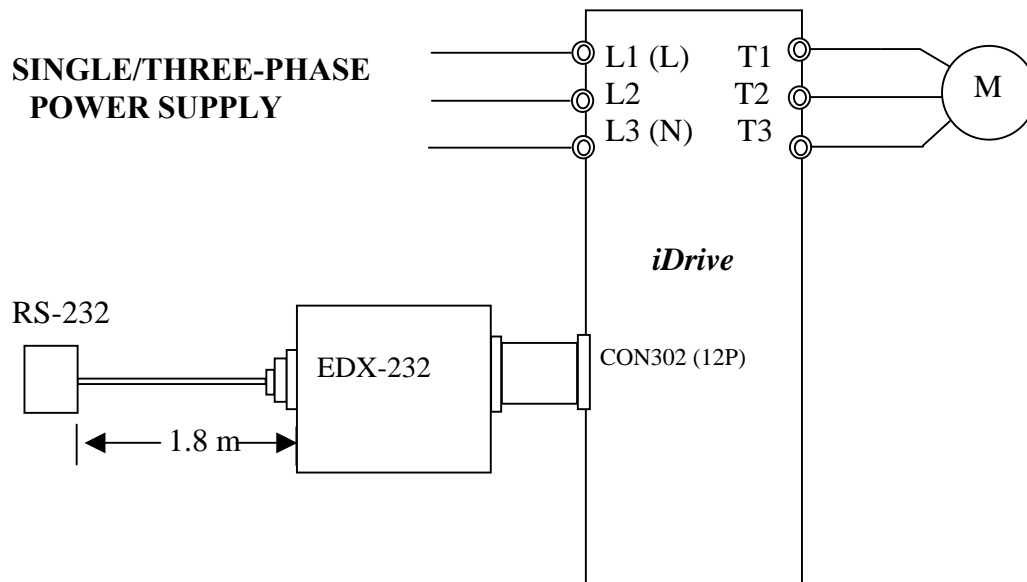 SINGLE/THREE-PHASE
POWER SUPPLY
L1 (L)
L2
L3 (N)
T1
T2
T3
M
iDrive
RS-232
EDX-232
CON302 (12P)
1.8 m